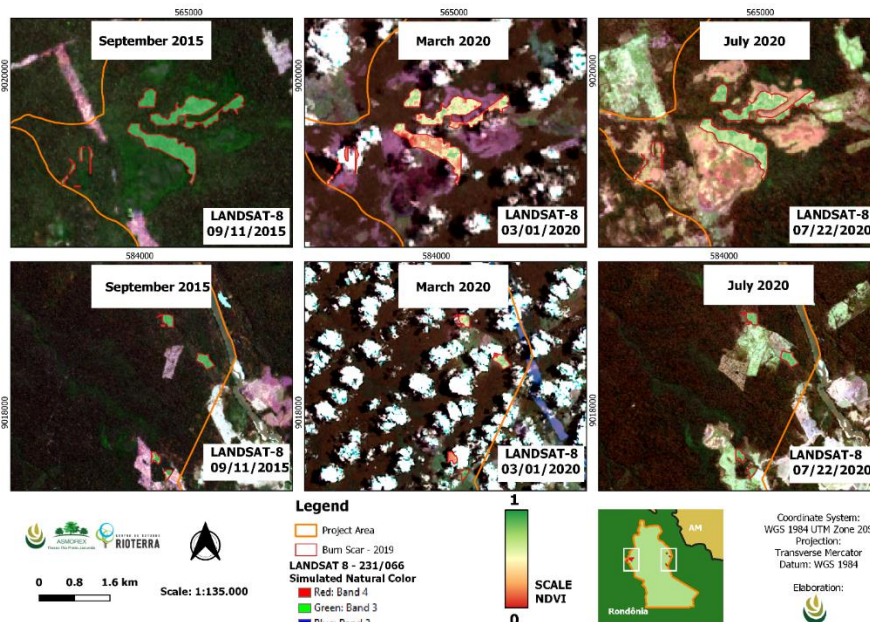 565000
565000
565000
September 2015
March 2020
July 2020
9020000
9020000
9020000
LANDSAT-8
09/11/2015
LANDSAT-8
03/01/2020
LANDSAT-8
07/22/2020
584000
584000
584000
September 2015
March 2020
July 2020
9018000
9018000
9018000
LANDSAT-8
09/11/2015
LANDSAT-8
03/01/2020
LANDSAT-8
07/22/2020
ASMOREX
RIOTERRA
0 0.8 1.6 km
Scale: 1:135.000
Legend
Project Area
Burn Scar - 2019
LANDSAT 8 - 231/066
Simulated Natural Color
Red: Band 4
Green: Band 3
1
SCALE
NDVI
0
AM
Rondônia
Coordinate System:
WGS 1984 UTM Zone 20S
Projection:
Transverse Mercator
Datum: WGS 1984
Elaboration: